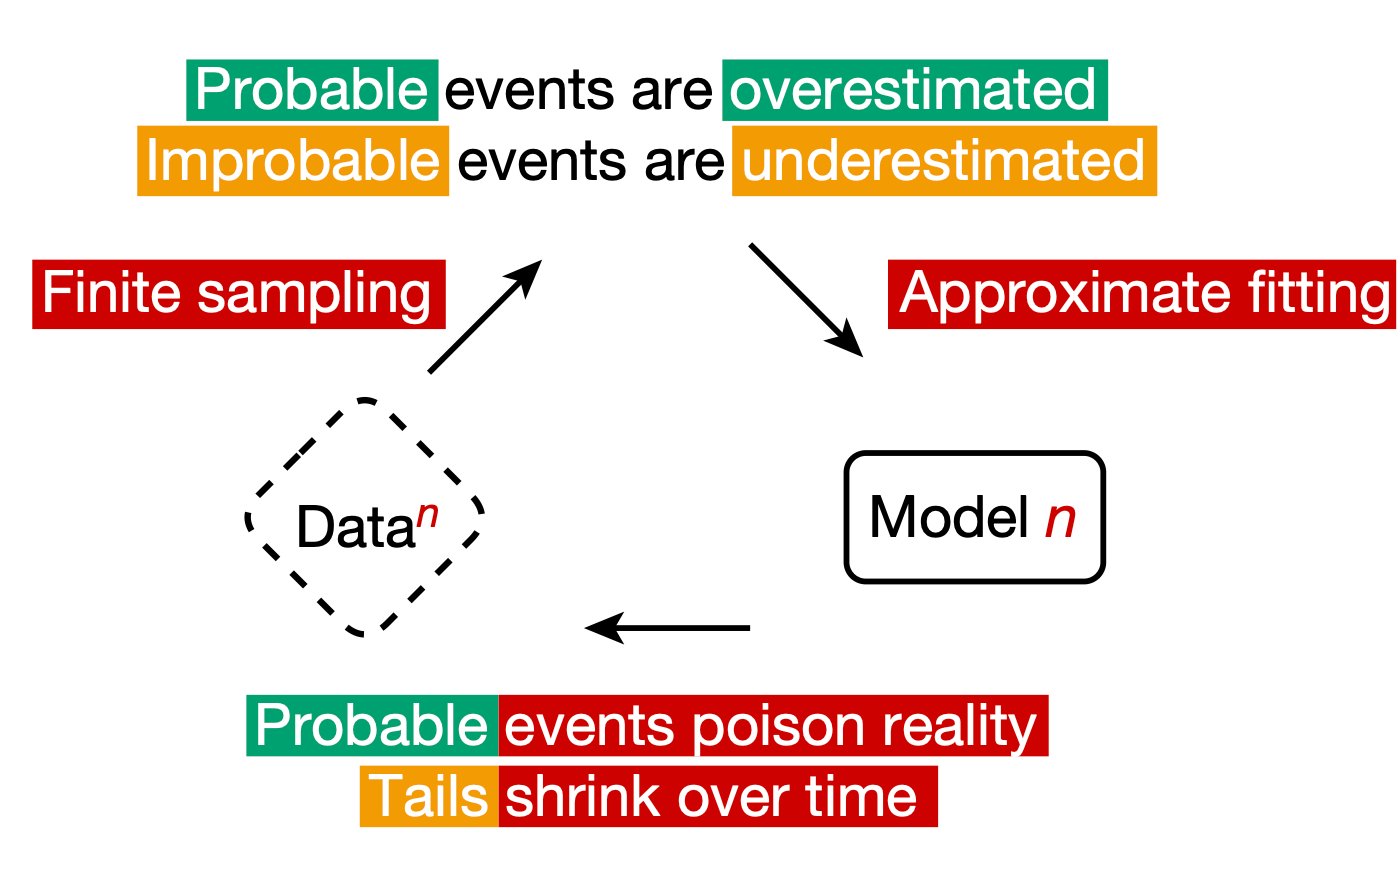 Probable events are overestimated
Improbable events are underestimated
Finite sampling
Approximate fitting
Dataⁿ
Model n
Probable events poison reality
Tails shrink over time